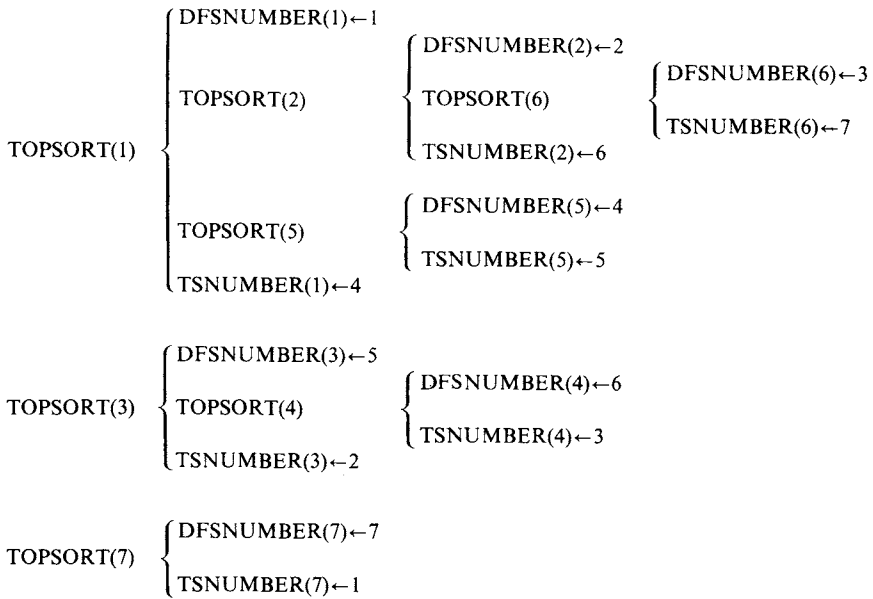 TOPSORT(1)
DFSNUMBER(1)←1
TOPSORT(2)
DFSNUMBER(2)←2
TOPSORT(6)
DFSNUMBER(6)←3
TSNUMBER(6)←7
TSNUMBER(2)←6
TOPSORT(5)
DFSNUMBER(5)←4
TSNUMBER(5)←5
TSNUMBER(1)←4
TOPSORT(3)
DFSNUMBER(3)←5
TOPSORT(4)
DFSNUMBER(4)←6
TSNUMBER(4)←3
TSNUMBER(3)←2
TOPSORT(7)
DFSNUMBER(7)←7
TSNUMBER(7)←1